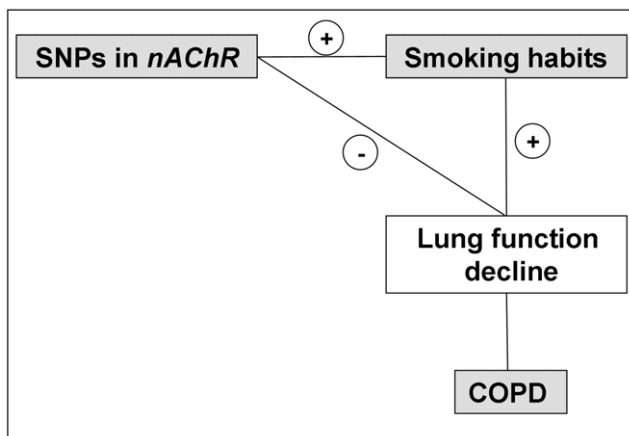 SNPs in nAChR
+
Smoking habits
-
+
Lung function
decline
COPD